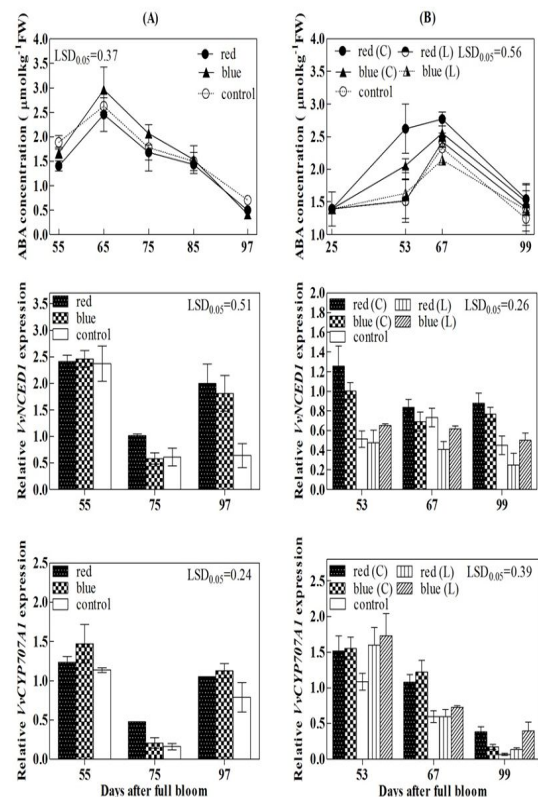 (A)
ABA concentration ( μmolkg⁻¹FW)
4.0
3.5
3.0
2.5
2.0
1.5
1.0
0.5
0.0
LSD0.05=0.37
red
blue
control
55 65 75 85 97
(B)
ABA concentration ( μmolkg⁻¹FW)
4.0
3.5
3.0
2.5
2.0
1.5
1.0
red (C) red (L) LSD0.05=0.56
blue (C) blue (L)
control
25 53 67 99
Relative VvNCED1 expression
3.5
3.0
2.5
2.0
1.5
1.0
0.5
0.0
red
blue
control
LSD0.05=0.51
55 75 97
Relative VvNCED1 expression
2.0
1.8
1.6
1.4
1.2
1.0
0.8
0.6
0.4
0.2
0.0
red (C) red (L) LSD0.05=0.26
blue (C) blue (L)
control
53 67 99
Relative VvCYP707A1 expression
2.5
2.0
1.5
1.0
0.5
0.0
red
blue
control
LSD0.05=0.24
55 75 97
Days after full bloom
Relative VvCYP707A1 expression
2.5
2.0
1.5
1.0
0.5
0.0
red (C) red (L) LSD0.05=0.39
blue (C) blue (L)
control
53 67 99
Days after full bloom